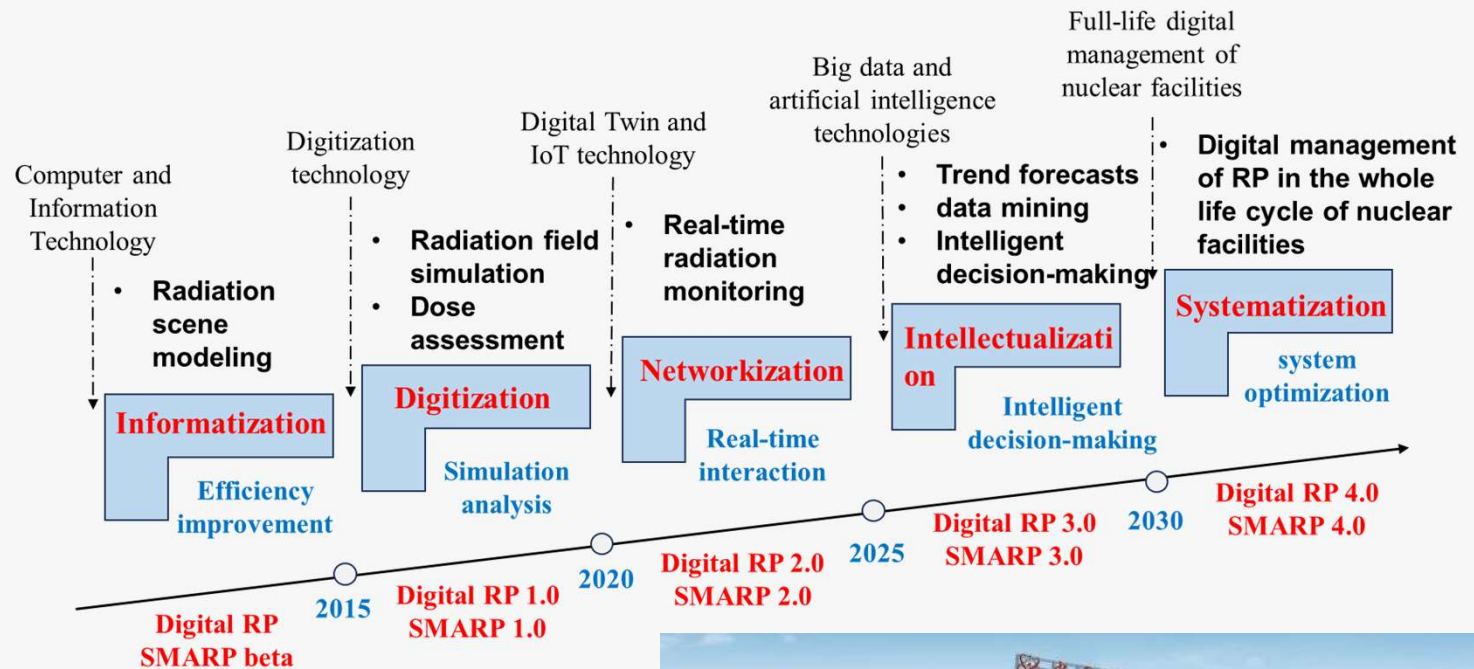 Computer and
Information
Technology
• Radiation
scene
modeling
Informatization
Efficiency
improvement
Digital RP
SMARP beta
2015
Digitization
technology
• Radiation field
simulation
• Dose
assessment
Digitization
Simulation
analysis
Digital RP 1.0
SMARP 1.0
2020
Digital Twin and
IoT technology
• Real-time
radiation
monitoring
Networkization
Real-time
interaction
Digital RP 2.0
SMARP 2.0
2025
Big data and
artificial intelligence
technologies
• Trend forecasts
• data mining
• Intelligent
decision-making
Intellectualizati
on
Intelligent
decision-making
Digital RP 3.0
SMARP 3.0
2030
Full-life digital
management of
nuclear facilities
• Digital management
of RP in the whole
life cycle of nuclear
facilities
Systematization
system
optimization
Digital RP 4.0
SMARP 4.0